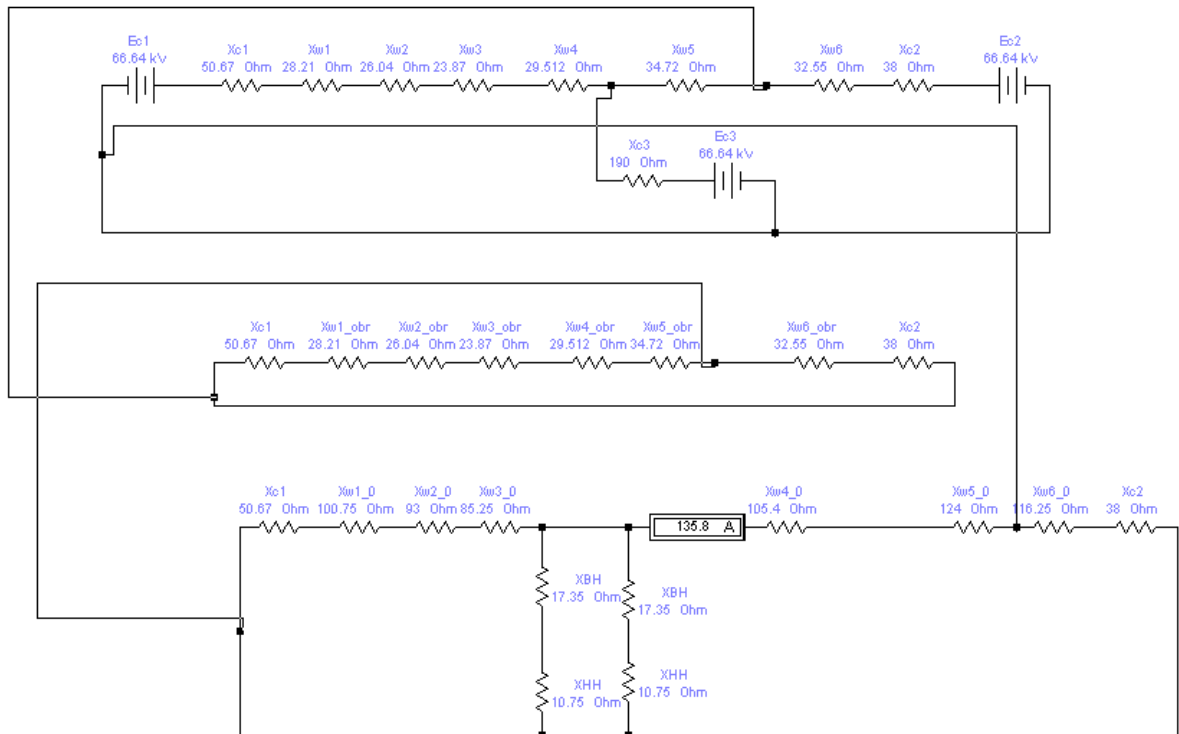 Ec1
66.64 kV
Xc1
50.67 Ohm
Xw1
28.21 Ohm
Xw2
26.04 Ohm
Xw3
23.87 Ohm
Xw4
29.512 Ohm
Xw5
34.72 Ohm
Xw6
32.55 Ohm
Xc2
38 Ohm
Ec2
66.64 kV
Xc3
190 Ohm
Ec3
66.64 kV
Xc1
50.67 Ohm
Xw1_obr
28.21 Ohm
Xw2_obr
26.04 Ohm
Xw3_obr
23.87 Ohm
Xw4_obr
29.512 Ohm
Xw5_obr
34.72 Ohm
Xw6_obr
32.55 Ohm
Xc2
38 Ohm
Xc1
50.67 Ohm
Xw1_0
100.75 Ohm
Xw2_0
93 Ohm
Xw3_0
85.25 Ohm
135.8 A
Xw4_0
105.4 Ohm
Xw5_0
124 Ohm
Xw6_0
116.25 Ohm
Xc2
38 Ohm
XBH
17.35 Ohm
XBH
17.35 Ohm
XHH
10.75 Ohm
XHH
10.75 Ohm